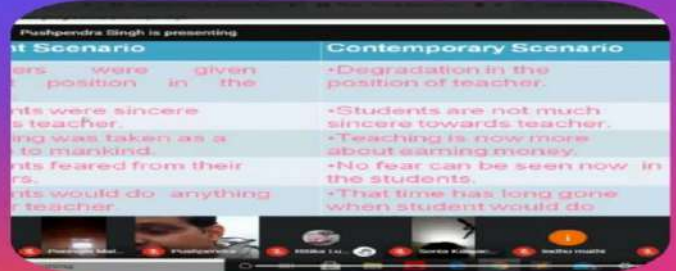 Pushpendra Singh is presenting
nt Scenario
Contemporary Scenario
ers were given
position in the
•Degradation in the
position of teacher.
nts were sincere
s teacher.
•Students are not much
sincere towards teacher.
ing was taken as a
to mankind.
•Teaching is now more
about earning money.
nts feared from their
rs.
•No fear can be seen now in
the students.
nts would do anything
r teacher
•That time has long gone
when student would do
Pushpendra